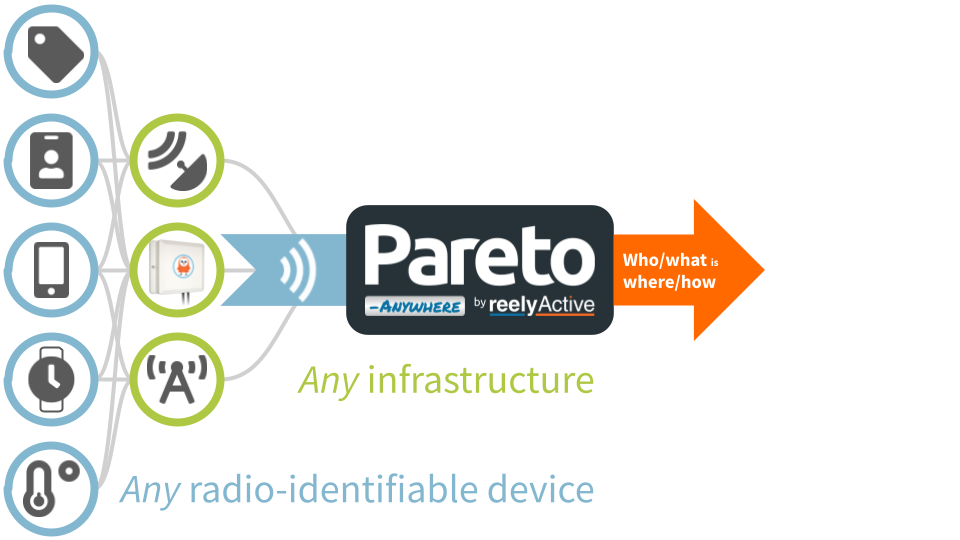 Pareto
-ANYWHERE by reelyActive
Who/what is
where/how
Any infrastructure
Any radio-identifiable device